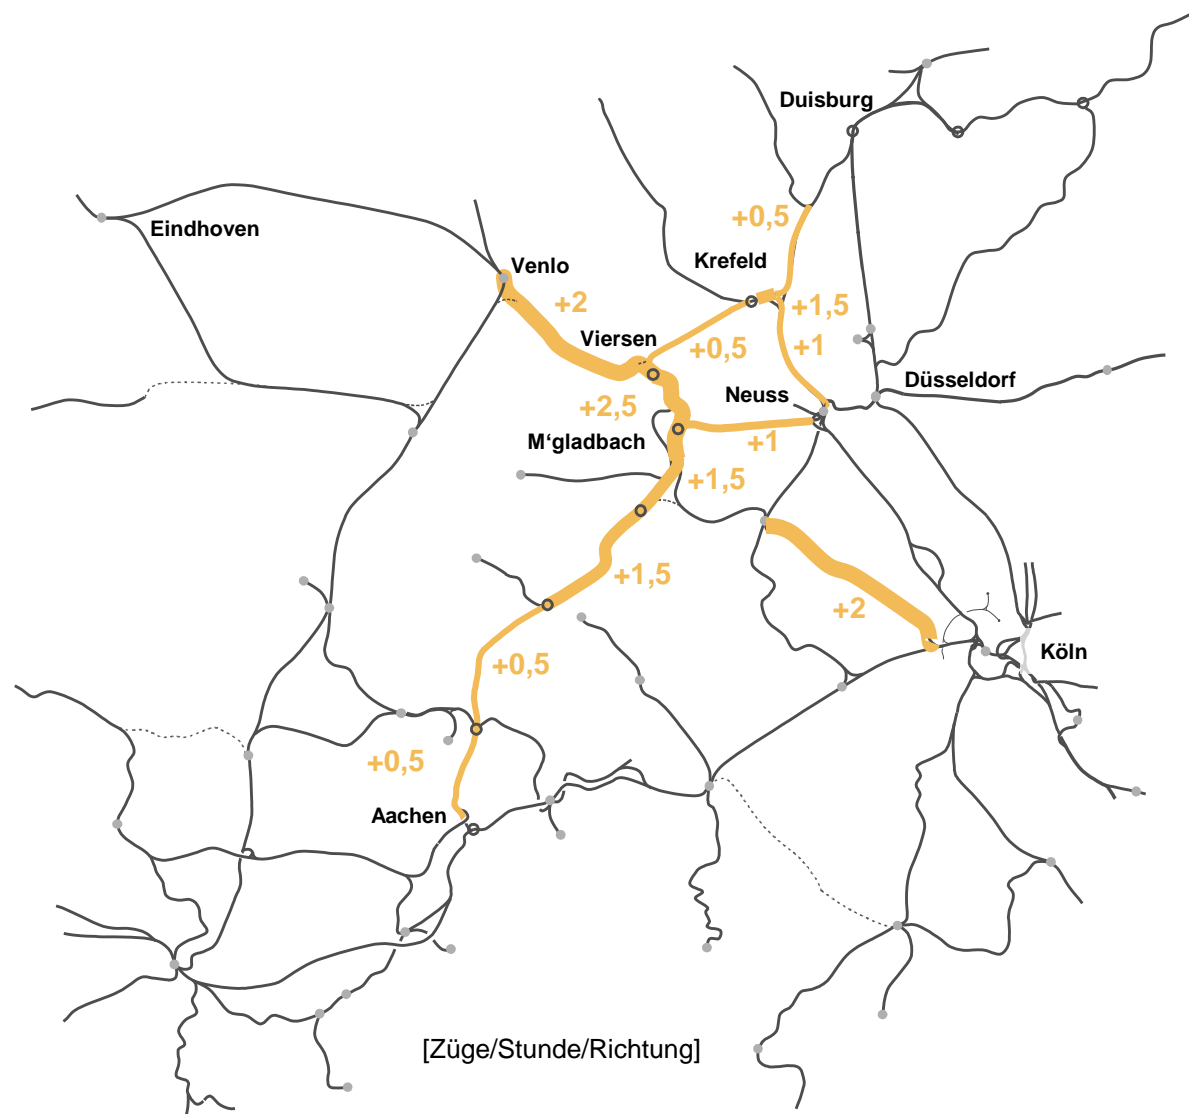 Duisburg
+0,5
Eindhoven
Krefeld
Venlo
+2
+1,5
Viersen
+0,5
+1
Düsseldorf
Neuss
+2,5
M‘gladbach
+1
+1,5
+1,5
+2
Köln
+0,5
+0,5
Aachen
[Züge/Stunde/Richtung]